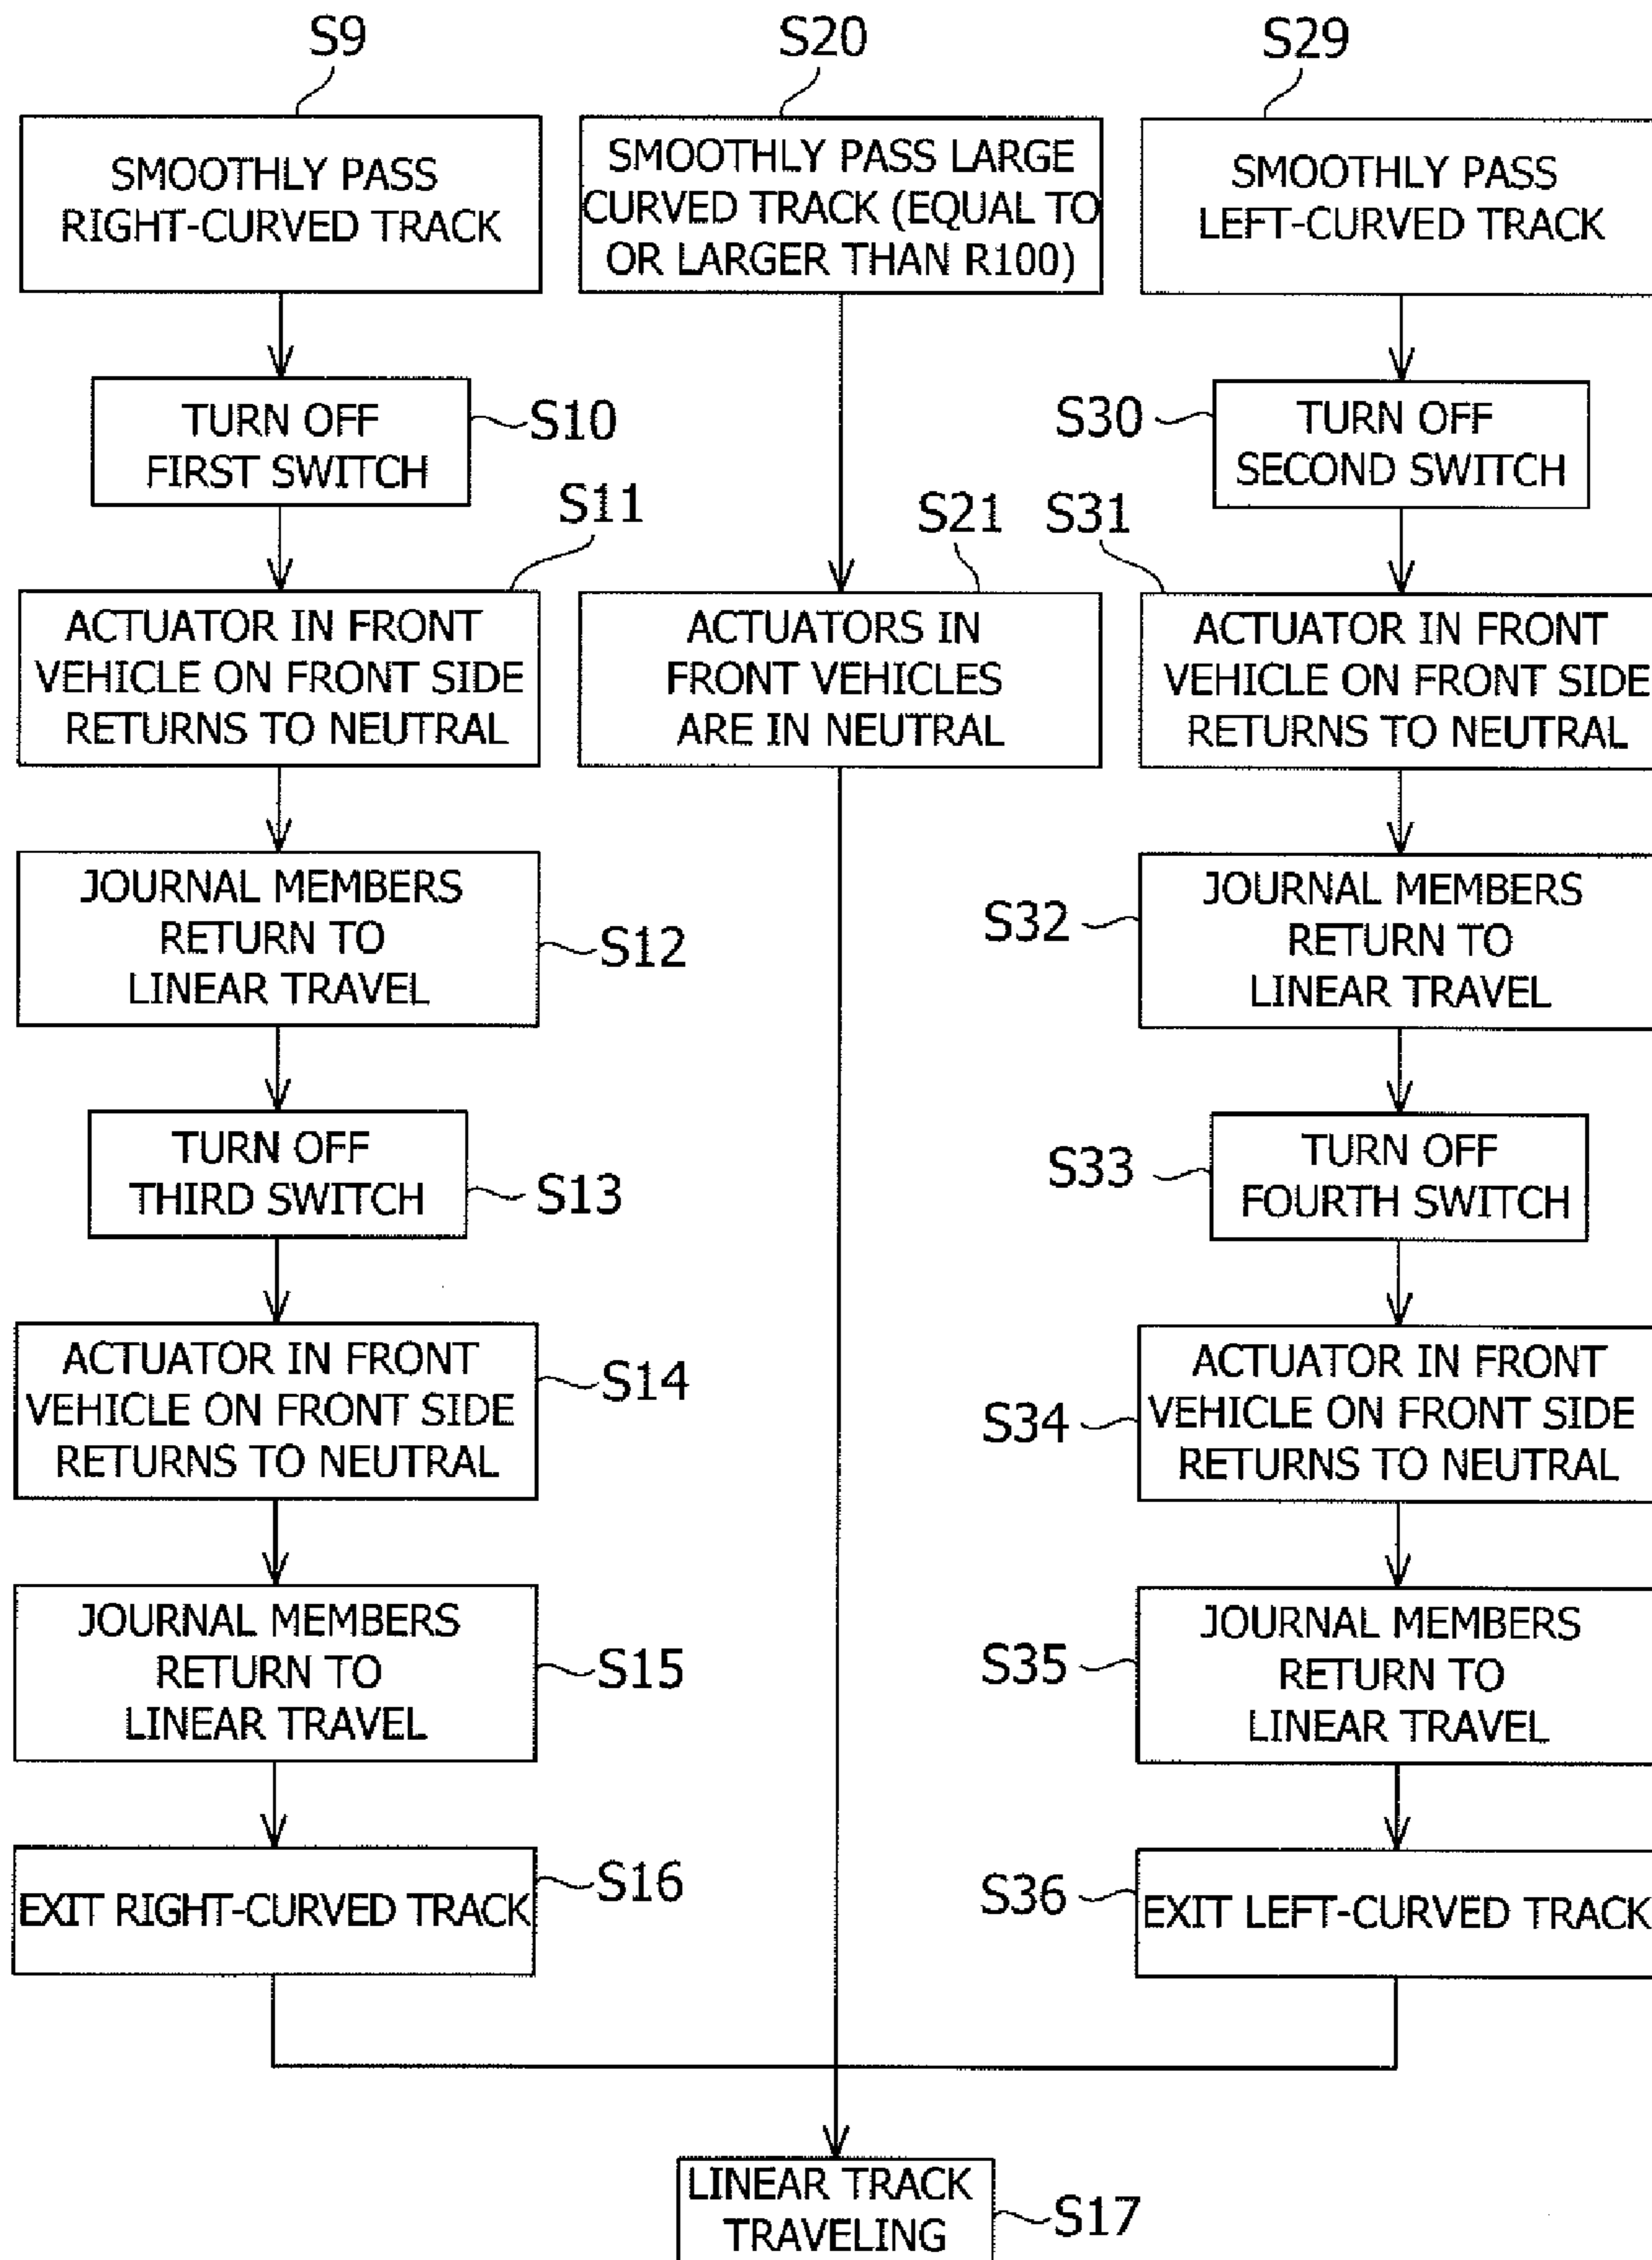 S9
SMOOTHLY PASS
RIGHT-CURVED TRACK
S10
TURN OFF
FIRST SWITCH
S11
ACTUATOR IN FRONT
VEHICLE ON FRONT SIDE
RETURNS TO NEUTRAL
S12
JOURNAL MEMBERS
RETURN TO
LINEAR TRAVEL
S13
TURN OFF
THIRD SWITCH
S14
ACTUATOR IN FRONT
VEHICLE ON FRONT SIDE
RETURNS TO NEUTRAL
S15
JOURNAL MEMBERS
RETURN TO
LINEAR TRAVEL
S16
EXIT RIGHT-CURVED TRACK
S20
SMOOTHLY PASS LARGE
CURVED TRACK (EQUAL TO
OR LARGER THAN R100)
S21
ACTUATORS IN
FRONT VEHICLES
ARE IN NEUTRAL
S29
SMOOTHLY PASS
LEFT-CURVED TRACK
S30
TURN OFF
SECOND SWITCH
S31
ACTUATOR IN FRONT
VEHICLE ON FRONT SIDE
RETURNS TO NEUTRAL
S32
JOURNAL MEMBERS
RETURN TO
LINEAR TRAVEL
S33
TURN OFF
FOURTH SWITCH
S34
ACTUATOR IN FRONT
VEHICLE ON FRONT SIDE
RETURNS TO NEUTRAL
S35
JOURNAL MEMBERS
RETURN TO
LINEAR TRAVEL
S36
EXIT LEFT-CURVED TRACK
LINEAR TRACK
TRAVELING
S17